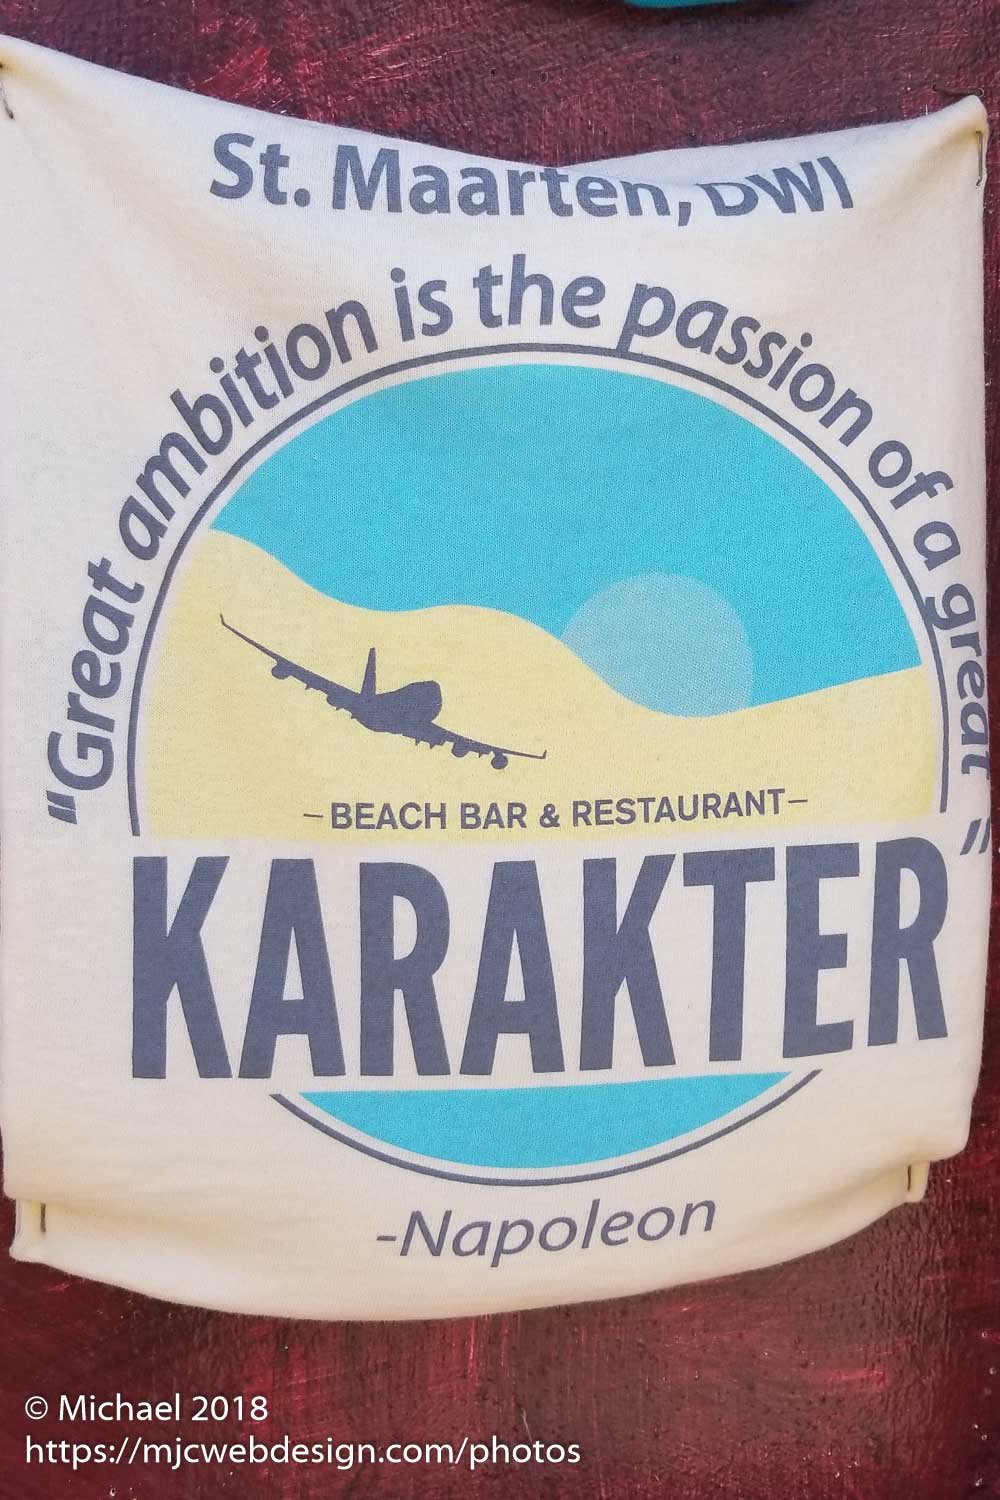 St. Maarten, DWI
"Great ambition is the passion of a great
–BEACH BAR & RESTAURANT–
KARAKTER"
-Napoleon
© Michael 2018
https://mjcwebdesign.com/photos